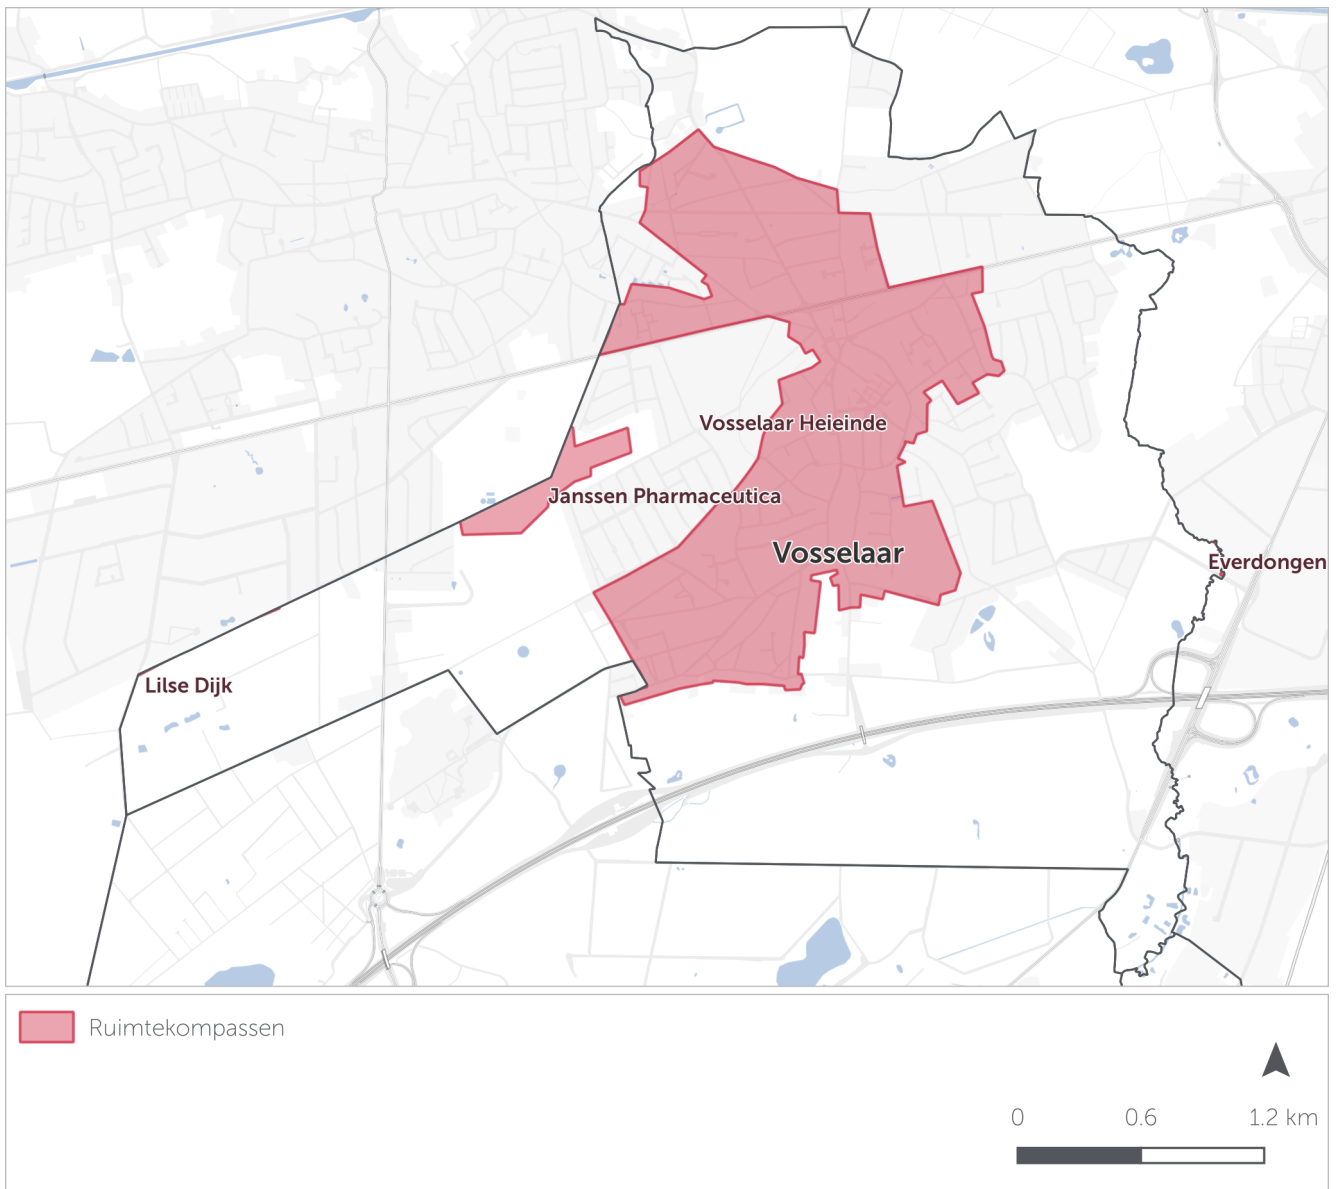 Vosselaar Heieinde
Janssen Pharmaceutica
Vosselaar
Everdongen
Lilse Dijk
Ruimtekompassen
0 0.6 1.2 km